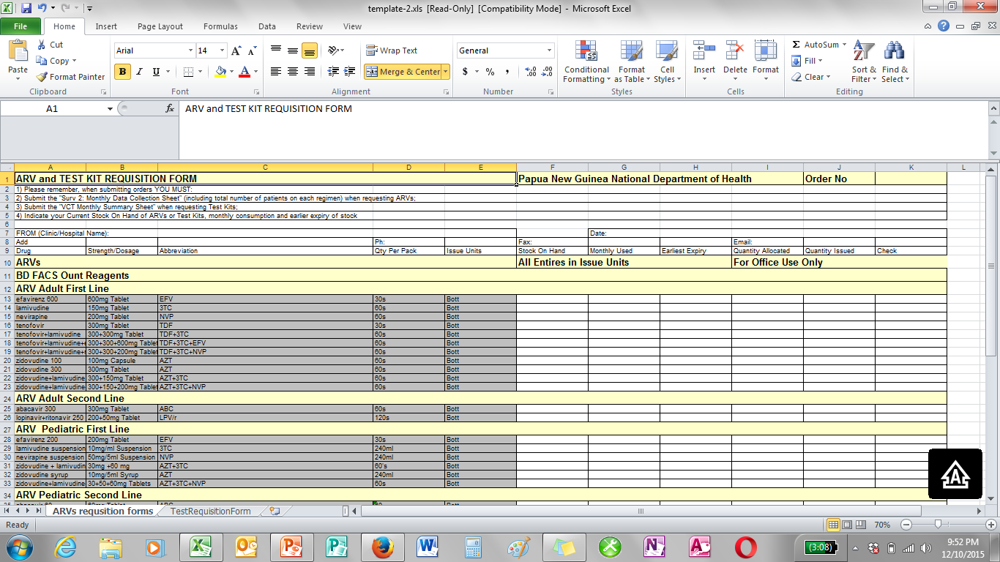 template-2.xls [Read-Only] [Compatibility Mode] - Microsoft Excel
File Home Insert Page Layout Formulas Data Review View
Paste Cut Copy Format Painter Clipboard
Arial 14 B I U Font
Wrap Text Merge & Center Alignment
General $ % , Number
Conditional Formatting Format as Table Cell Styles Styles
Insert Delete Format Cells
Σ AutoSum Fill Clear Sort & Filter Find & Select Editing
A1 fx ARV and TEST KIT REQUISITION FORM
A B C D E F G H I J K L
1 ARV and TEST KIT REQUISITION FORM Papua New Guinea National Department of Health Order No
2 1) Please remember, when submitting orders YOU MUST:
3 2) Submit the "Surv 2: Monthly Data Collection Sheet" (including total number of patients on each regimen) when requesting ARVs;
4 3) Submit the "VCT Monthly Summary Sheet" when requesting Test Kits;
5 4) Indicate your Current Stock On Hand of ARVs or Test Kits, monthly consumption and earlier expiry of stock
6
7 FROM (Clinic/Hospital Name): Date:
8 Add Ph: Fax: Email:
9 Drug Strength/Dosage Abbreviation Qty Per Pack Issue Units Stock On Hand Monthly Used Earliest Expiry Quantity Allocated Quantity Issued Check
10 ARVs All Entires in Issue Units For Office Use Only
11 BD FACS Ount Reagents
12 ARV Adult First Line
13 efavirenz 600 600mg Tablet EFV 30s Bott
14 lamivudine 150mg Tablet 3TC 60s Bott
15 nevirapine 200mg Tablet NVP 60s Bott
16 tenofovir 300mg Tablet TDF 30s Bott
17 tenofovir+lamivudine 300+300mg Tablet TDF+3TC 60s Bott
18 tenofovir+lamivudine+ 300+300+600mg Tablet TDF+3TC+EFV 60s Bott
19 tenofovir+lamivudine+ 300+300+200mg Tablet TDF+3TC+NVP 60s Bott
20 zidovudine 100 100mg Capsule AZT 60s Bott
21 zidovudine 300 300mg Tablet AZT 60s Bott
22 zidovudine+lamivudine 300+150mg Tablet AZT+3TC 60s Bott
23 zidovudine+lamivudine 300+150+200mg Tablet AZT+3TC+NVP 60s Bott
24 ARV Adult Second Line
25 abacavir 300 300mg Tablet ABC 60s Bott
26 lopinavir+ritonavir 250 200+50mg Tablet LPV/r 120s Bott
27 ARV Pediatric First Line
28 efavirenz 200 200mg Tablet EFV 30s Bott
29 lamivudine suspension 10mg/ml Suspension 3TC 240ml Bott
30 nevirapine suspension 50mg/5ml Suspension NVP 240ml Bott
31 zidovudine + lamivudin 30mg +60 mg AZT+3TC 60's Bott
32 zidovudine syrup 10mg/5ml Syrup AZT 240ml Bott
33 zidovudine+lamivudine 30+50+60mg Tablets AZT+3TC+NVP 60s Bott
34 ARV Pediatric Second Line
ARVs requsition forms TestRequisitionForm
Ready 70%
(3:08) 9:52 PM
12/10/2015